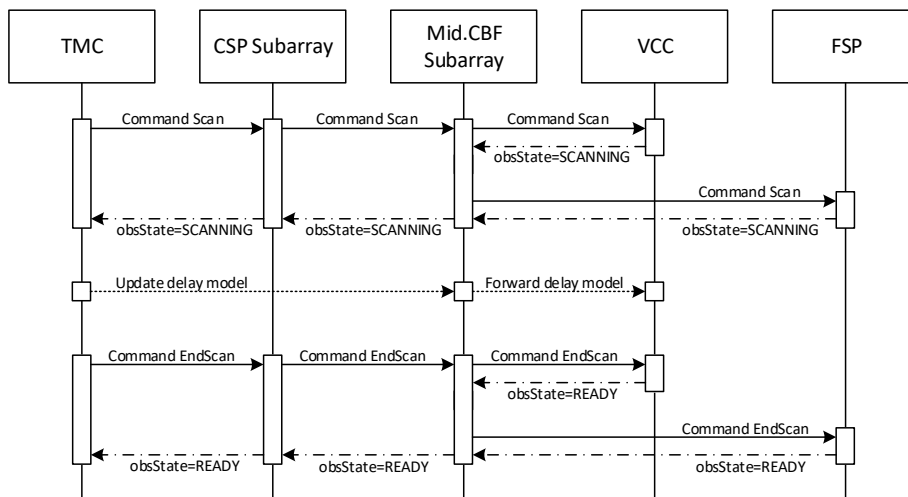 TMC
CSP Subarray
Mid.CBF
Subarray
VCC
FSP
Command Scan
Command Scan
Command Scan
obsState=SCANNING
Command Scan
obsState=SCANNING
obsState=SCANNING
obsState=SCANNING
Update delay model
Forward delay model
Command EndScan
Command EndScan
Command EndScan
obsState=READY
Command EndScan
obsState=READY
obsState=READY
obsState=READY